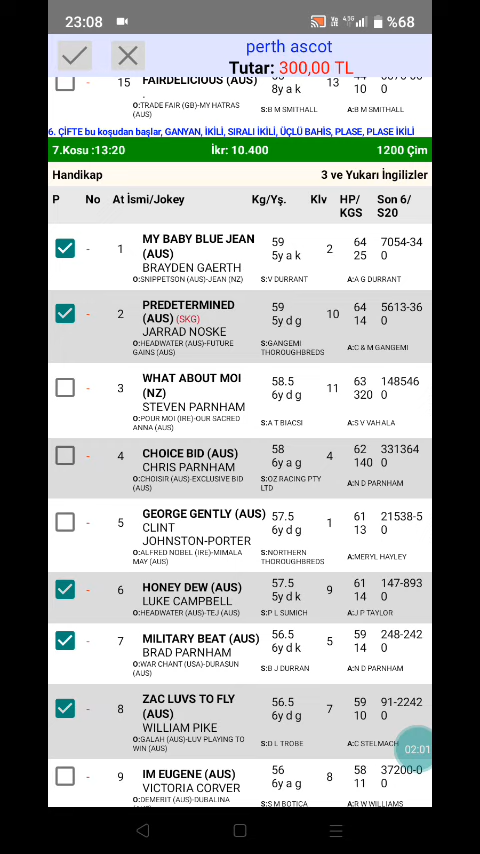 23:08 4.5G %68
perth ascot
Tutar: 300,00 TL
15 FAIRDELICIOUS (AUS) 13
8y a k 10 0
O:TRADE FAIR (GB)-MY HATRAS (AUS) S:B M SMITHALL A:B M SMITHALL
6. ÇİFTE bu koşudan başlar, GANYAN, İKİLİ, SIRALI İKİLİ, ÜÇLÜ BAHİS, PLASE, PLASE İKİLİ
7.Kosu :13:20 İkr: 10.400 1200 Çim
Handikap 3 ve Yukarı İngilizler
P No At İsmi/Jokey Kg/Yş. Klv HP/ Son 6/
KGS S20
- 1 MY BABY BLUE JEAN 59 2 64 7054-34
(AUS) 5y a k 25 0
BRAYDEN GAERTH
O:SNIPPETSON (AUS)-JEAN (NZ) S:V DURRANT A:A G DURRANT
- 2 PREDETERMINED 59 10 64 5613-36
(AUS) (SKG) 5y d g 14 0
JARRAD NOSKE
O:HEADWATER (AUS)-FUTURE S:GANGEMI A:C & M GANGEMI
GAINS (AUS) THOROUGHBREDS
- 3 WHAT ABOUT MOI 58.5 11 63 148546
(NZ) 6y d g 320 0
STEVEN PARNHAM
O:POUR MOI (IRE)-OUR SACRED S:A T BIACSI A:S V VAHALA
ANNA (AUS)
- 4 CHOICE BID (AUS) 58 4 62 331364
CHRIS PARNHAM 6y a g 140 0
O:CHOISIR (AUS)-EXCLUSIVE BID S:OZ RACING PTY A:N D PARNHAM
(AUS) LTD
- 5 GEORGE GENTLY (AUS) 57.5 1 61 21538-5
CLINT 6y d g 13 0
JOHNSTON-PORTER
O:ALFRED NOBEL (IRE)-MIMALA S:NORTHERN A:MERYL HAYLEY
MAY (AUS) THOROUGHBREDS
- 6 HONEY DEW (AUS) 57.5 9 61 147-893
LUKE CAMPBELL 5y d k 14 0
O:HEADWATER (AUS)-TEJ (AUS) S:P L SUMICH A:J P TAYLOR
- 7 MILITARY BEAT (AUS) 56.5 5 59 248-242
BRAD PARNHAM 6y d k 14 0
O:WAR CHANT (USA)-DURASUN S:B J DURRAN A:N D PARNHAM
(AUS)
- 8 ZAC LUVS TO FLY 56.5 7 59 91-2242
(AUS) 6y d g 10 0
WILLIAM PIKE
O:GALAH (AUS)-LUV PLAYING TO S:D L TROBE A:C STELMACH
WIN (AUS)
02:01
- 9 IM EUGENE (AUS) 56 8 58 37200-0
VICTORIA CORVER 6y d g 11 0
O:DEMERIT (AUS)-DUBALINA S:S M BOTICA A:R W WILLIAMS